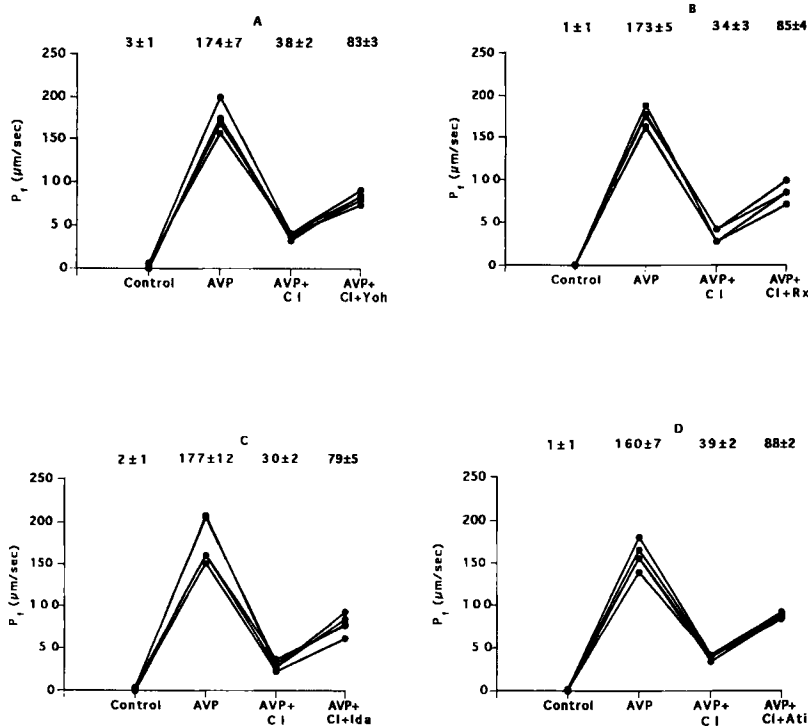 A
3±1 174±7 38±2 83±3
250
200
150
100
50
0
P f (μm/sec)
Control AVP AVP+ AVP+
Cl Cl+Yoh
B
1±1 173±5 34±3 85±4
250
200
150
100
50
0
P f (μm/sec)
Control AVP AVP+ AVP+
Cl Cl+Rx
C
2±1 177±12 30±2 79±5
250
200
150
100
50
0
P f (μm/sec)
Control AVP AVP+ AVP+
Cl Cl+Ida
D
1±1 160±7 39±2 88±2
250
200
150
100
50
0
P f (μm/sec)
Control AVP AVP+ AVP+
Cl Cl+Ati